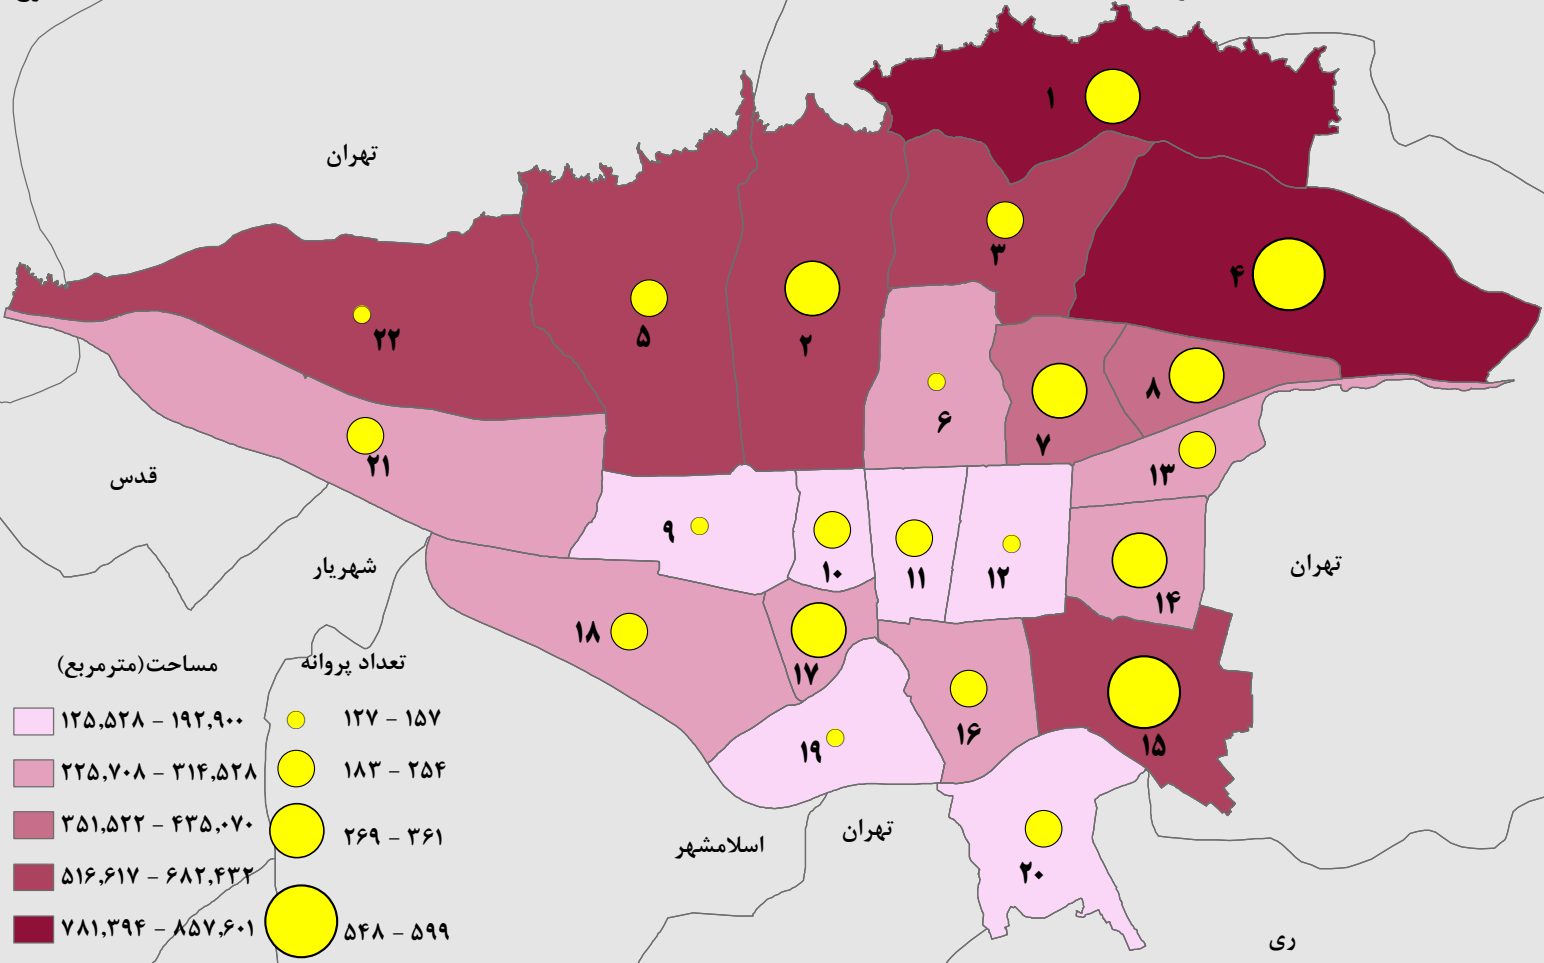 تهران
۱
۳
۴
۲۲
۵
۲
۶
۷
۸
۲۱
۱۳
قدس
۹
۱۰
۱۱
۱۲
۱۴
شهریار
تهران
۱۸
۱۷
۱۶
۱۵
۱۹
۲۰
اسلامشهر
تهران
ری
تعداد پروانه
۱۲۷ - ۱۵۷
۱۸۳ - ۲۵۴
۲۶۹ - ۳۶۱
۵۴۸ - ۵۹۹
مساحت(مترمربع)
۱۲۵,۵۲۸ - ۱۹۲,۹۰۰
۲۲۵,۷۰۸ - ۳۱۴,۵۲۸
۳۵۱,۵۲۲ - ۴۳۵,۰۷۰
۵۱۶,۶۱۷ - ۶۸۲,۴۳۲
۷۸۱,۳۹۴ - ۸۵۷,۶۰۱